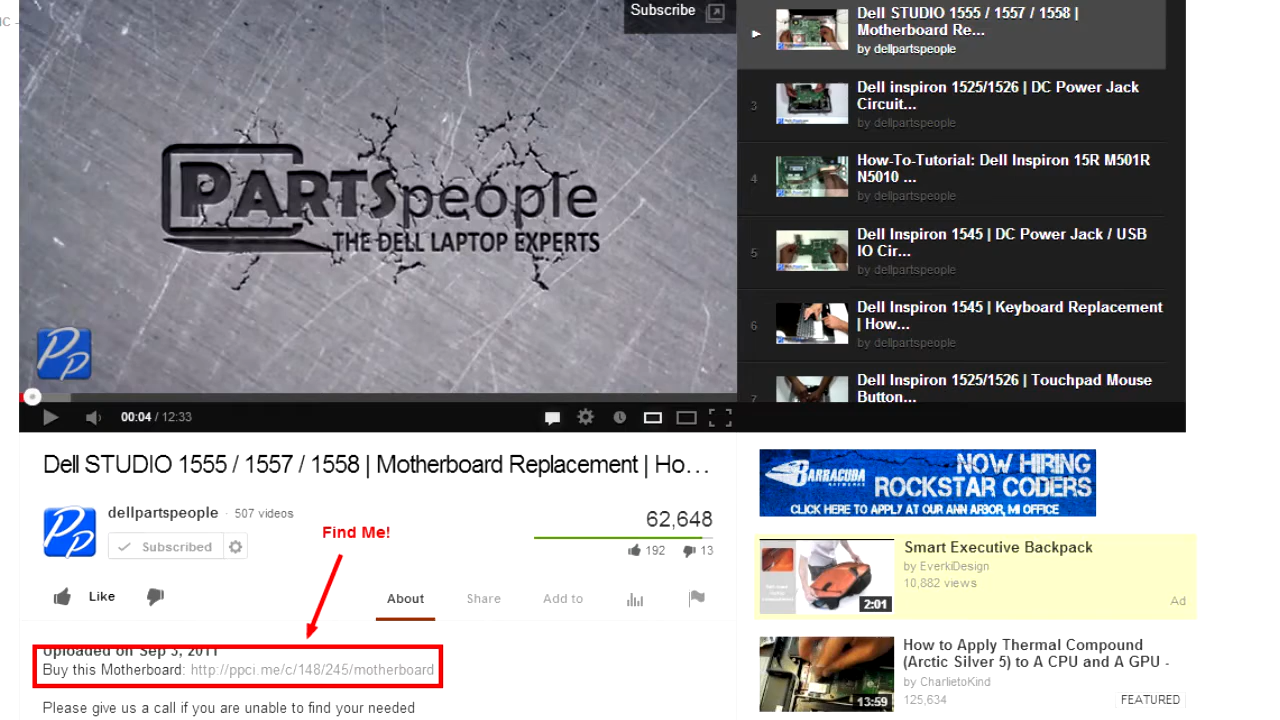 IC -
Subscribe
PARTSpeople
THE DELL LAPTOP EXPERTS
Pp
00:04 / 12:33
Dell STUDIO 1555 / 1557 / 1558 |
Motherboard Re...
by dellpartspeople
3
Dell inspiron 1525/1526 | DC Power Jack
Circuit...
by dellpartspeople
4
How-To-Tutorial: Dell Inspiron 15R M501R
N5010 ...
by dellpartspeople
5
Dell Inspiron 1545 | DC Power Jack / USB
IO Cir...
by dellpartspeople
6
Dell Inspiron 1545 | Keyboard Replacement
| How...
by dellpartspeople
7
Dell Inspiron 1525/1526 | Touchpad Mouse
Button...
Dell STUDIO 1555 / 1557 / 1558 | Motherboard Replacement | Ho...
Pp
dellpartspeople · 507 videos
Subscribed
Find Me!
62,648
192 13
Like
About Share Add to
Uploaded on Sep 3, 2011
Buy this Motherboard: http://ppci.me/c/148/245/motherboard
Please give us a call if you are unable to find your needed
BARRACUDA
NETWORKS
NOW HIRING
ROCKSTAR CODERS
CLICK HERE TO APPLY AT OUR ANN ARBOR, MI OFFICE
Smart Executive Backpack
by EverkiDesign
10,882 views
Ad
2:01
How to Apply Thermal Compound
(Arctic Silver 5) to A CPU and A GPU -
by CharlietoKind
125,634
FEATURED
13:59